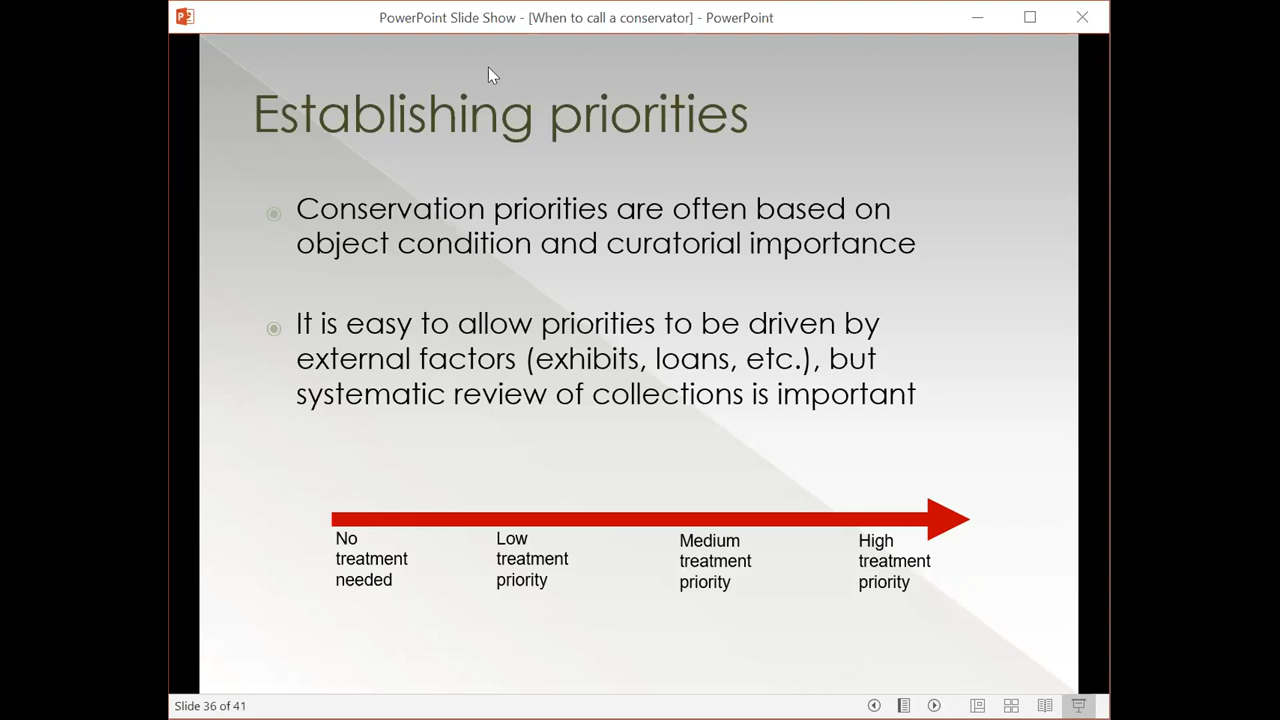 PowerPoint Slide Show - [When to call a conservator] - PowerPoint
Establishing priorities
Conservation priorities are often based on
object condition and curatorial importance
It is easy to allow priorities to be driven by
external factors (exhibits, loans, etc.), but
systematic review of collections is important
No
treatment
needed
Low
treatment
priority
Medium
treatment
priority
High
treatment
priority
Slide 36 of 41